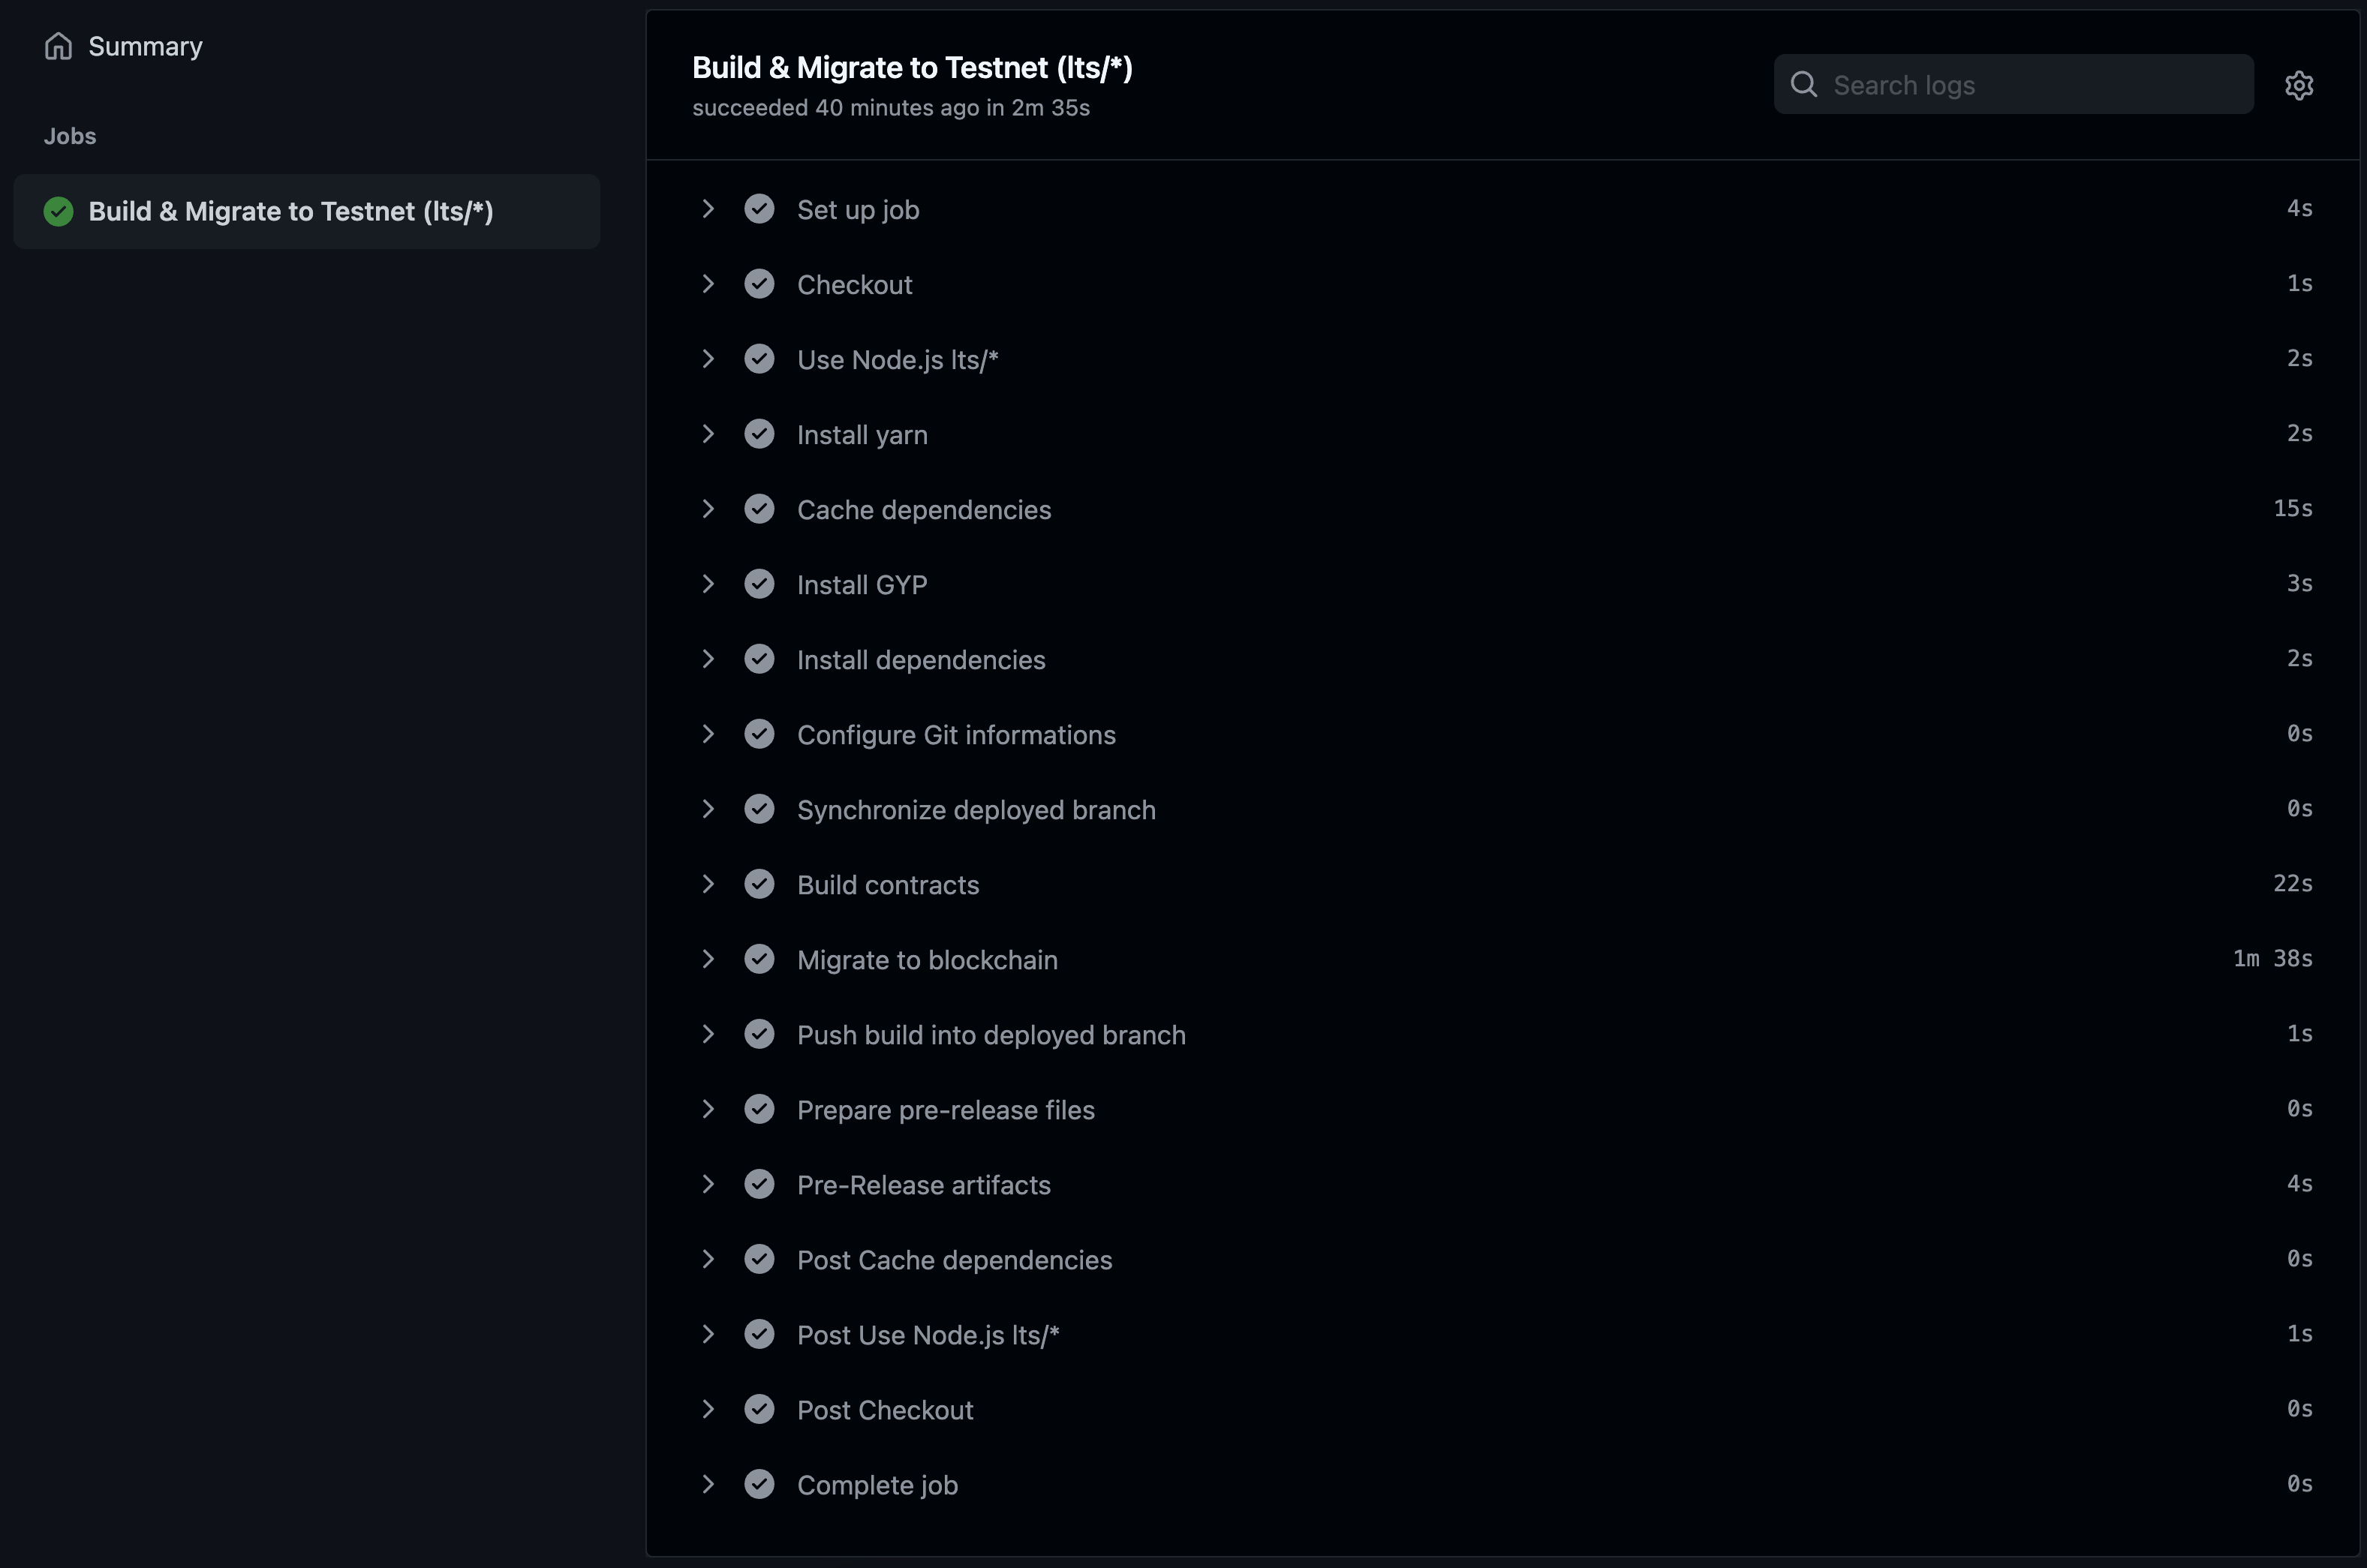 Summary
Jobs
Build & Migrate to Testnet (lts/*)
Build & Migrate to Testnet (lts/*)
succeeded 40 minutes ago in 2m 35s
Search logs
Set up job 4s
Checkout 1s
Use Node.js lts/* 2s
Install yarn 2s
Cache dependencies 15s
Install GYP 3s
Install dependencies 2s
Configure Git informations 0s
Synchronize deployed branch 0s
Build contracts 22s
Migrate to blockchain 1m 38s
Push build into deployed branch 1s
Prepare pre-release files 0s
Pre-Release artifacts 4s
Post Cache dependencies 0s
Post Use Node.js lts/* 1s
Post Checkout 0s
Complete job 0s